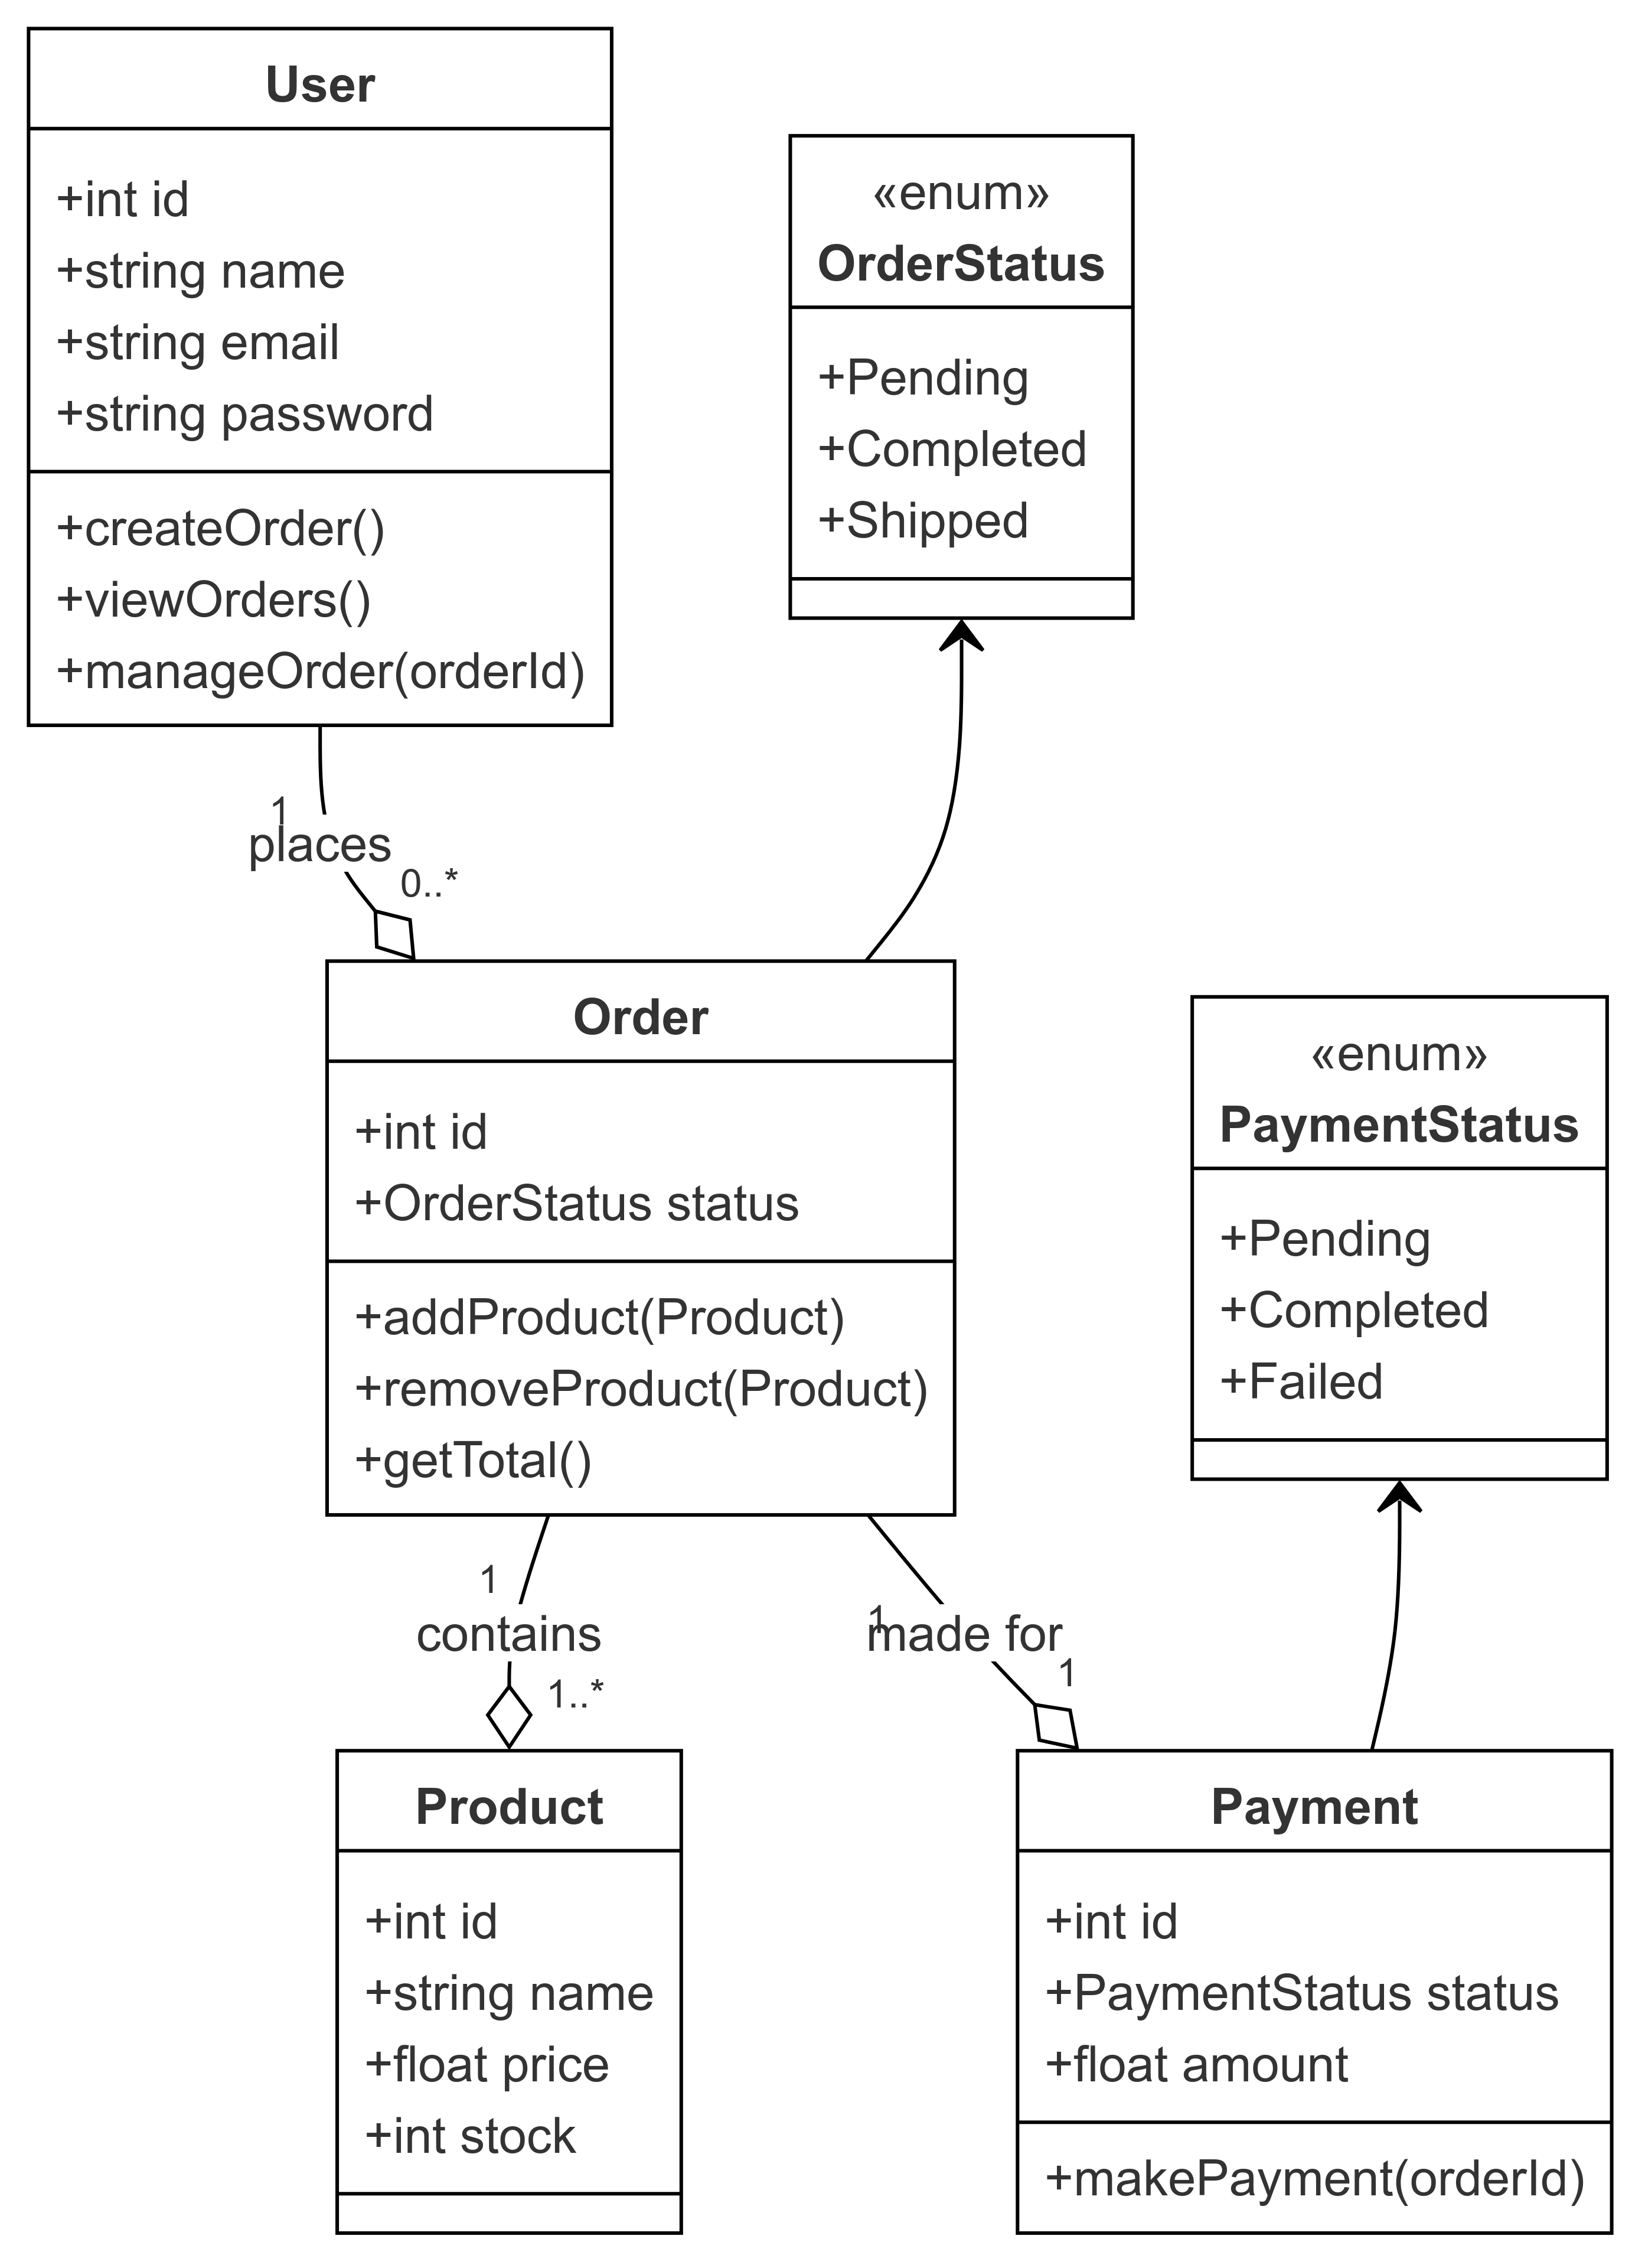 User
+int id
+string name
+string email
+string password
+createOrder()
+viewOrders()
+manageOrder(orderId)
«enum»
OrderStatus
+Pending
+Completed
+Shipped
1
places
0..*
Order
+int id
+OrderStatus status
+addProduct(Product)
+removeProduct(Product)
+getTotal()
«enum»
PaymentStatus
+Pending
+Completed
+Failed
1
contains
1..*
1
made for
1
Product
+int id
+string name
+float price
+int stock
Payment
+int id
+PaymentStatus status
+float amount
+makePayment(orderId)